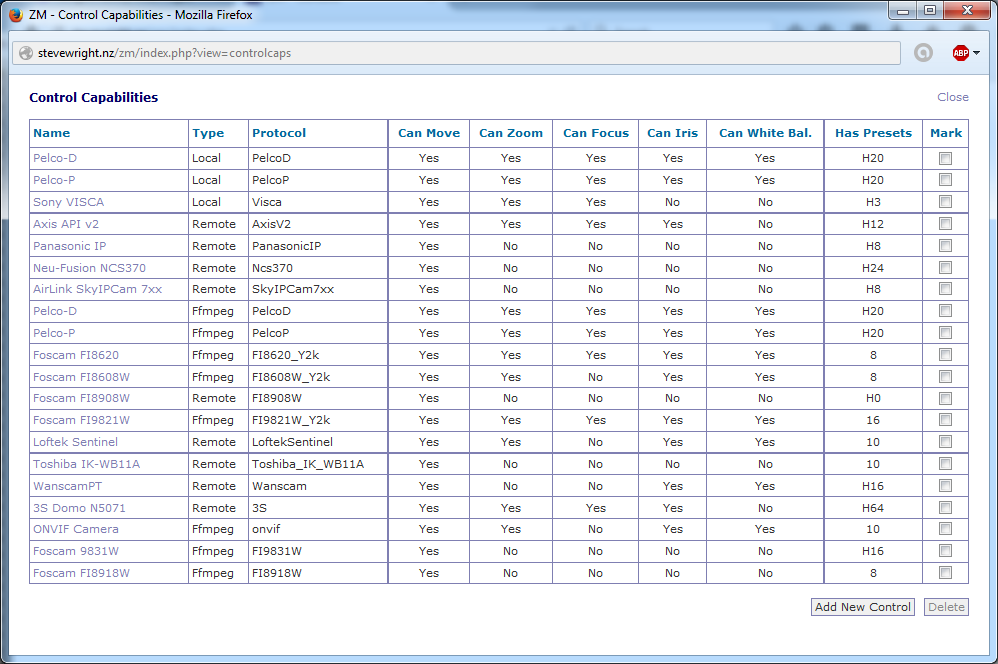 ZM - Control Capabilities - Mozilla Firefox
stevewright.nz/zm/index.php?view=controlcaps
ABP
Control Capabilities Close
Name Type Protocol Can Move Can Zoom Can Focus Can Iris Can White Bal. Has Presets Mark
Pelco-D Local PelcoD Yes Yes Yes Yes Yes H20
Pelco-P Local PelcoP Yes Yes Yes Yes Yes H20
Sony VISCA Local Visca Yes Yes Yes No No H3
Axis API v2 Remote AxisV2 Yes Yes Yes Yes No H12
Panasonic IP Remote PanasonicIP Yes No No No No H8
Neu-Fusion NCS370 Remote Ncs370 Yes No No No No H24
AirLink SkyIPCam 7xx Remote SkyIPCam7xx Yes No No No No H8
Pelco-D Ffmpeg PelcoD Yes Yes Yes Yes Yes H20
Pelco-P Ffmpeg PelcoP Yes Yes Yes Yes Yes H20
Foscam FI8620 Ffmpeg FI8620_Y2k Yes Yes Yes Yes Yes 8
Foscam FI8608W Ffmpeg FI8608W_Y2k Yes Yes No Yes Yes 8
Foscam FI8908W Remote FI8908W Yes No No No No H0
Foscam FI9821W Ffmpeg FI9821W_Y2k Yes Yes Yes Yes Yes 16
Loftek Sentinel Remote LoftekSentinel Yes Yes No Yes Yes 10
Toshiba IK-WB11A Remote Toshiba_IK_WB11A Yes No No No No 10
WanscamPT Remote Wanscam Yes No No Yes Yes H16
3S Domo N5071 Remote 3S Yes Yes Yes Yes No H64
ONVIF Camera Ffmpeg onvif Yes Yes No Yes Yes 10
Foscam 9831W Ffmpeg FI9831W Yes No No No No H16
Foscam FI8918W Ffmpeg FI8918W Yes No No No No 8
Add New Control Delete